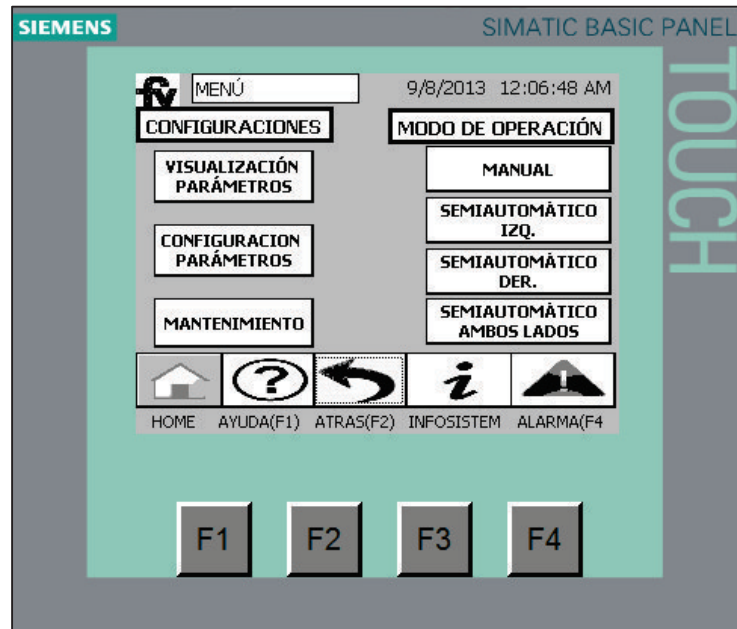 SIEMENS
SIMATIC BASIC PANEL
TOUCH
fv
MENÚ
9/8/2013 12:06:48 AM
CONFIGURACIONES
MODO DE OPERACIÓN
VISUALIZACIÓN
PARÁMETROS
CONFIGURACION
PARÁMETROS
MANTENIMIENTO
MANUAL
SEMIAUTOMÁTICO
IZQ.
SEMIAUTOMÁTICO
DER.
SEMIAUTOMÁTICO
AMBOS LADOS
HOME AYUDA(F1) ATRAS(F2) INFOSISTEM ALARMA(F4
F1 F2 F3 F4